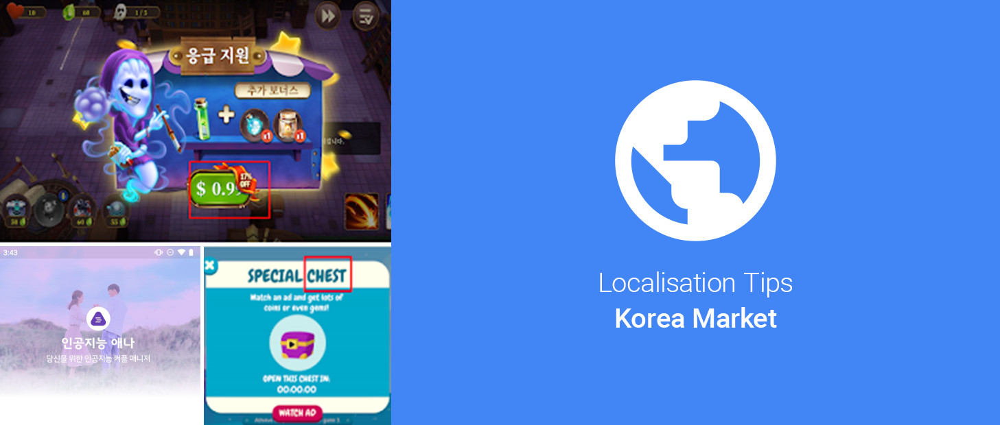 10
60
1/5
응급 지원
추가 보너스
x1
x1
니다.
17%
OFF
$ 0.9
50
60
55
3:43
인공지능 애나
당신을 위한 인공지능 커플 매니저
SPECIAL CHEST
Watch an ad and get lots of
coins or even gems!
OPEN THIS CHEST IN:
00:00:00
WATCH AD
game 3.
Localisation Tips
Korea Market